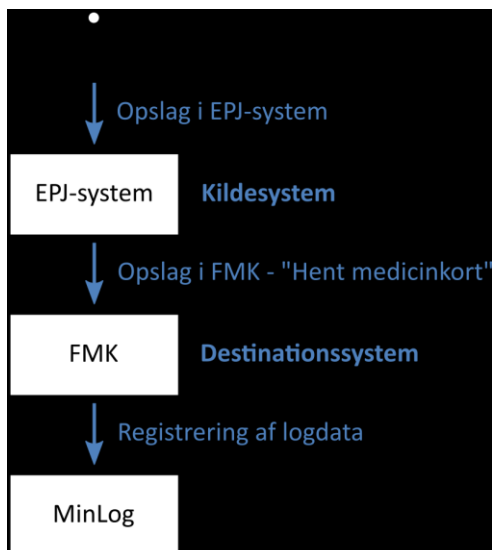 Opslag i EPJ-system
EPJ-system Kildesystem
Opslag i FMK - "Hent medicinkort"
FMK Destinationssystem
Registrering af logdata
MinLog